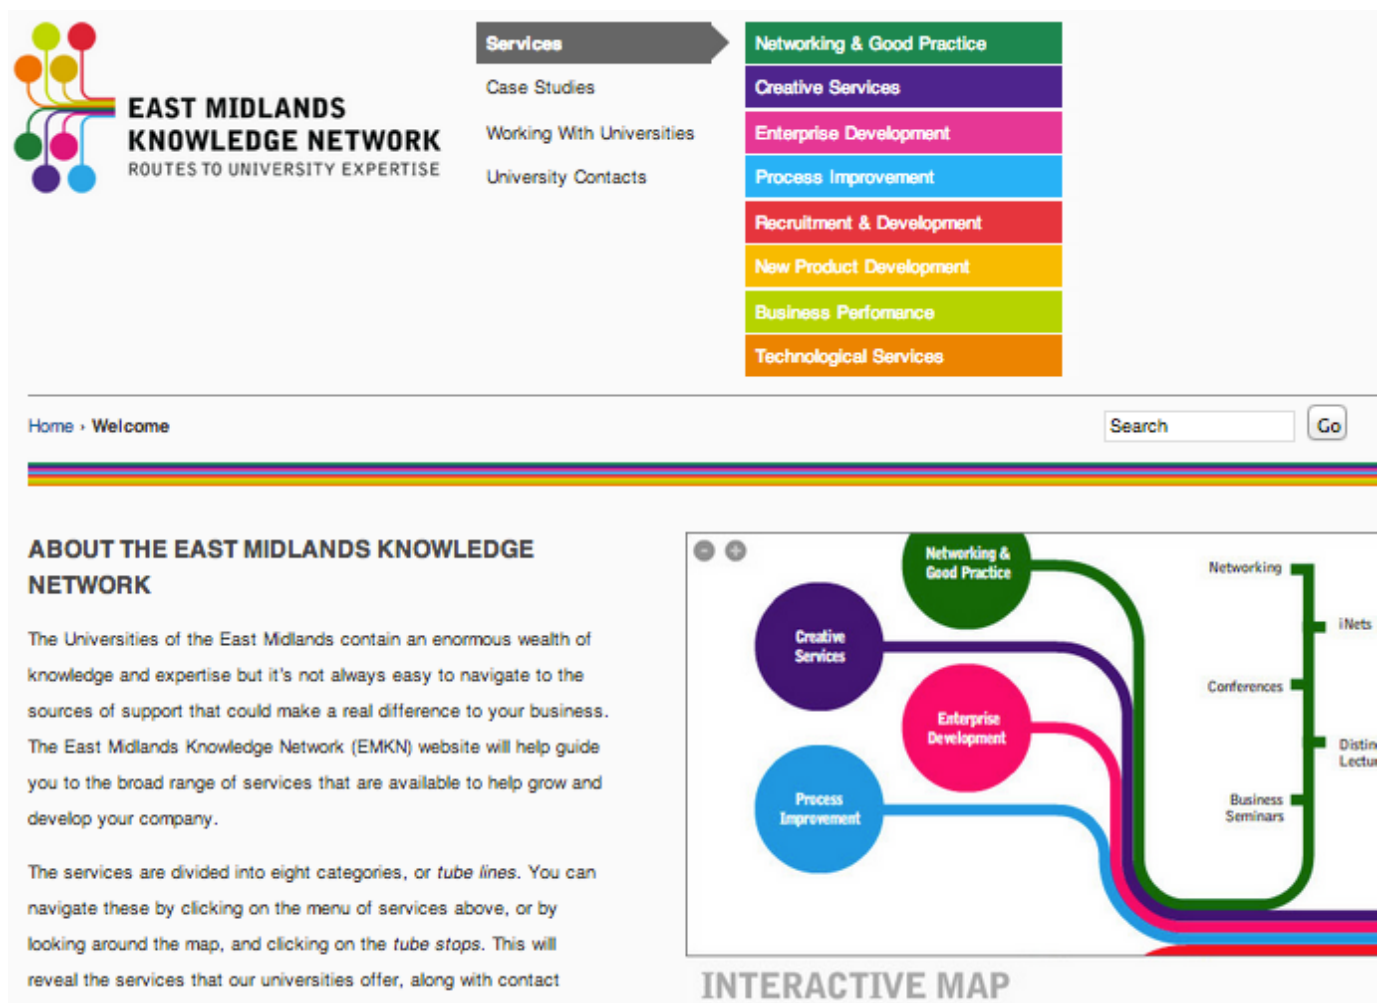 EAST MIDLANDS
KNOWLEDGE NETWORK
ROUTES TO UNIVERSITY EXPERTISE
Services
Case Studies
Working With Universities
University Contacts
Networking & Good Practice
Creative Services
Enterprise Development
Process Improvement
Recruitment & Development
New Product Development
Business Perfomance
Technological Services
Home › Welcome
Search
Go
ABOUT THE EAST MIDLANDS KNOWLEDGE
NETWORK
The Universities of the East Midlands contain an enormous wealth of
knowledge and expertise but it's not always easy to navigate to the
sources of support that could make a real difference to your business.
The East Midlands Knowledge Network (EMKN) website will help guide
you to the broad range of services that are available to help grow and
develop your company.
The services are divided into eight categories, or tube lines. You can
navigate these by clicking on the menu of services above, or by
looking around the map, and clicking on the tube stops. This will
reveal the services that our universities offer, along with contact
Networking &
Good Practice
Creative
Services
Enterprise
Development
Process
Improvement
Networking
iNets
Conferences
Distin
Lectu
Business
Seminars
INTERACTIVE MAP